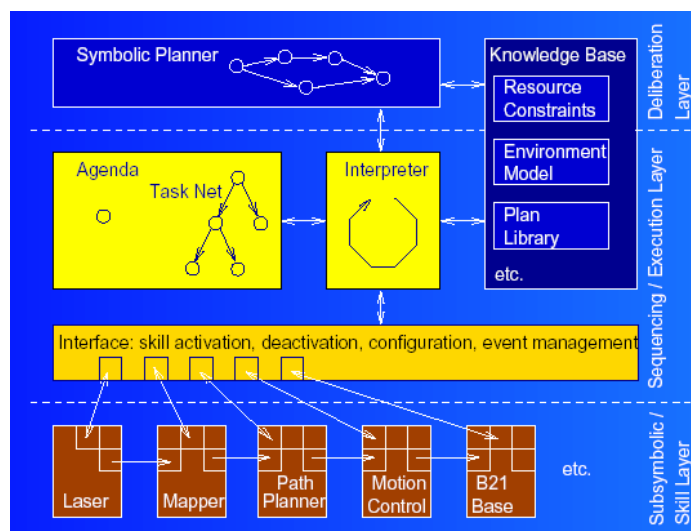 Symbolic Planner
Knowledge Base
Resource
Constraints
Environment
Model
Plan
Library
etc.
Deliberation
Layer
Agenda
Task Net
Interpreter
Sequencing / Execution Layer
Interface: skill activation, deactivation, configuration, event management
Laser
Mapper
Path
Planner
Motion
Control
B21
Base
etc.
Subsymbolic /
Skill Layer